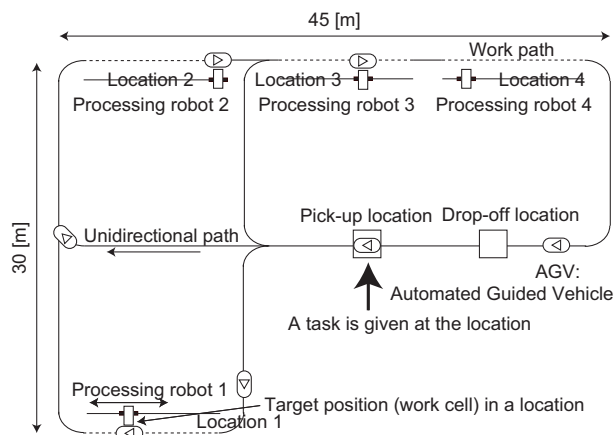 45 [m]
Work path
Location 2
Location 3
Location 4
Processing robot 2
Processing robot 3
Processing robot 4
30 [m]
Pick-up location
Drop-off location
Unidirectional path
AGV:
Automated Guided Vehicle
A task is given at the location
Processing robot 1
Target position (work cell) in a location
Location 1